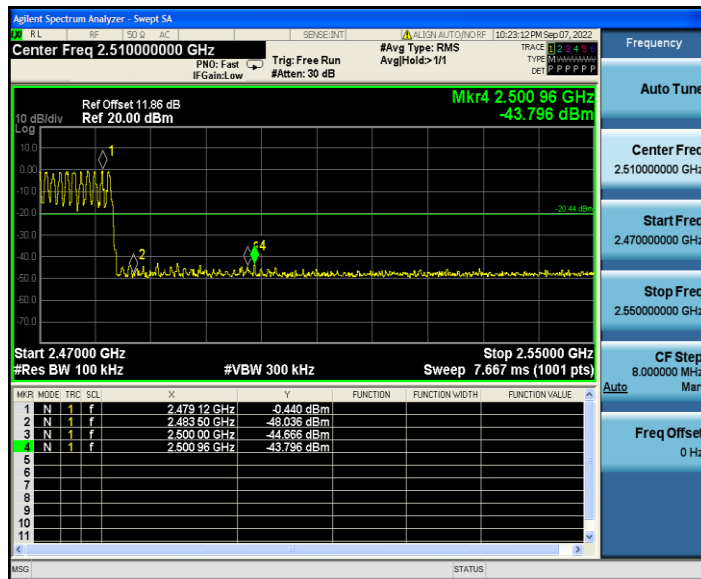 Agilent Spectrum Analyzer - Swept SA
RL RF 50 Ω AC SENSE:INT ALIGN AUTO/NO RF 10:23:12 PM Sep 07, 2022
Center Freq 2.510000000 GHz
PNO: Fast
IFGain:Low
Trig: Free Run
#Atten: 30 dB
#Avg Type: RMS
Avg|Hold:>1/1
TRACE 1 2 3 4 5 6
TYPE M
DET P P P P P P
Mkr4 2.500 96 GHz
-43.796 dBm
Ref Offset 11.86 dB
10 dB/div Ref 20.00 dBm
Log
10.0
0.00
-10.0
-20.0
-30.0
-40.0
-50.0
-60.0
-70.0
1
2
4
-20.44 dBm
Start 2.47000 GHz Stop 2.55000 GHz
#Res BW 100 kHz #VBW 300 kHz Sweep 7.667 ms (1001 pts)
MKR MODE TRC SCL X Y FUNCTION FUNCTION WIDTH FUNCTION VALUE
1 N 1 f 2.479 12 GHz -0.440 dBm
2 N 1 f 2.483 50 GHz -48.036 dBm
3 N 1 f 2.500 00 GHz -44.666 dBm
4 N 1 f 2.500 96 GHz -43.796 dBm
5
6
7
8
9
10
11
MSG STATUS
Frequency
Auto Tune
Center Freq
2.510000000 GHz
Start Freq
2.470000000 GHz
Stop Freq
2.550000000 GHz
CF Step
8.000000 MHz
Auto Man
Freq Offset
0 Hz